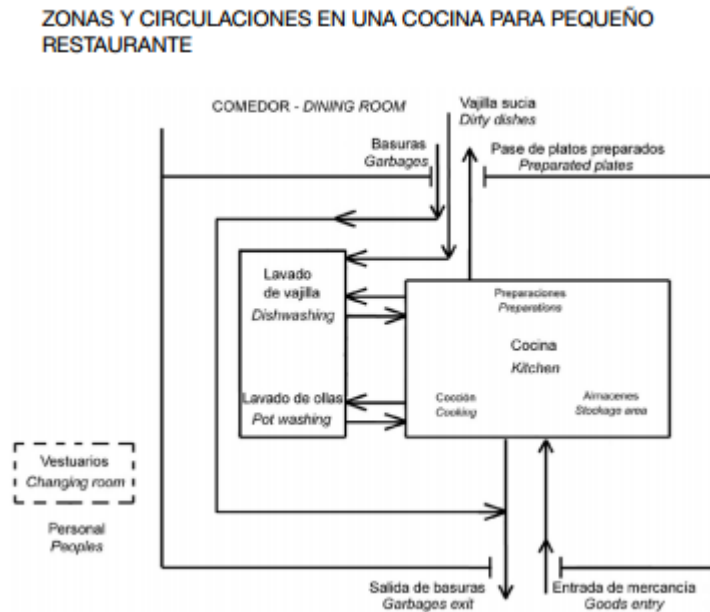 ZONAS Y CIRCULACIONES EN UNA COCINA PARA PEQUEÑO
RESTAURANTE
COMEDOR - DINING ROOM
Vajilla sucia
Dirty dishes
Basuras
Garbages
Pase de platos preparados
Preparated plates
Lavado
de vajilla
Dishwashing
Preparaciones
Preparations
Cocina
Kitchen
Lavado de ollas
Pot washing
Cocción
Cooking
Almacenes
Stockage area
Vestuarios
Changing room
Personal
Peoples
Salida de basuras
Garbages exit
Entrada de mercancia
Goods entry